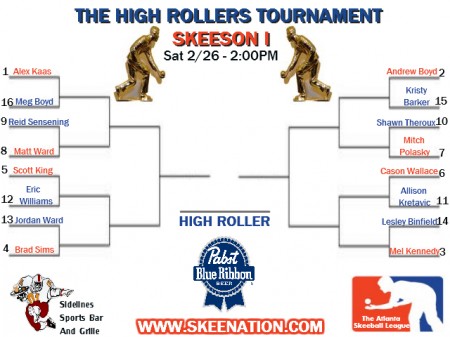 THE HIGH ROLLERS TOURNAMENT
SKEESON I
Sat 2/26 - 2:00PM
1 Alex Kaas
16 Meg Boyd
9 Reid Sensening
8 Matt Ward
5 Scott King
12 Eric
Williams
13 Jordan Ward
4 Brad Sims
Andrew Boyd 2
Kristy
Barker 15
Shawn Theroux 10
Mitch
Polasky 7
Cason Wallace 6
Allison
Kretavic 11
Lesley Binfield 14
Mel Kennedy 3
HIGH ROLLER
Pabst
Blue Ribbon
BEER
Sidelines
Sports Bar
And Grille
The Atlanta
Skeeball League
WWW.SKEENATION.COM